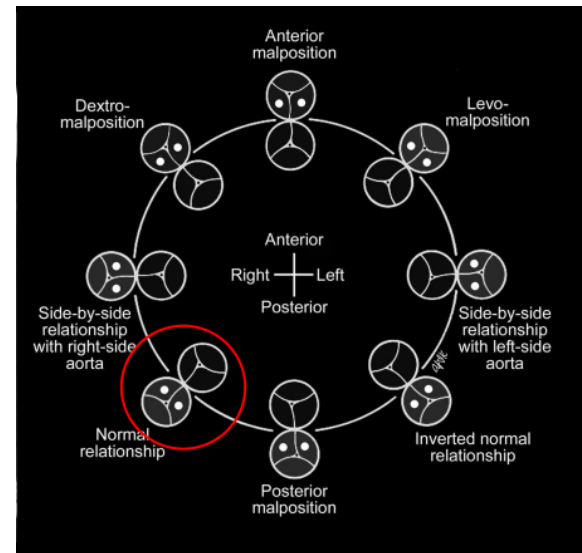 Anterior
malposition
Dextro-
malposition
Levo-
malposition
Anterior
Right
Left
Posterior
Side-by-side
relationship
with right-side
aorta
Side-by-side
relationship
with left-side
aorta
Normal
relationship
Inverted normal
relationship
Posterior
malposition